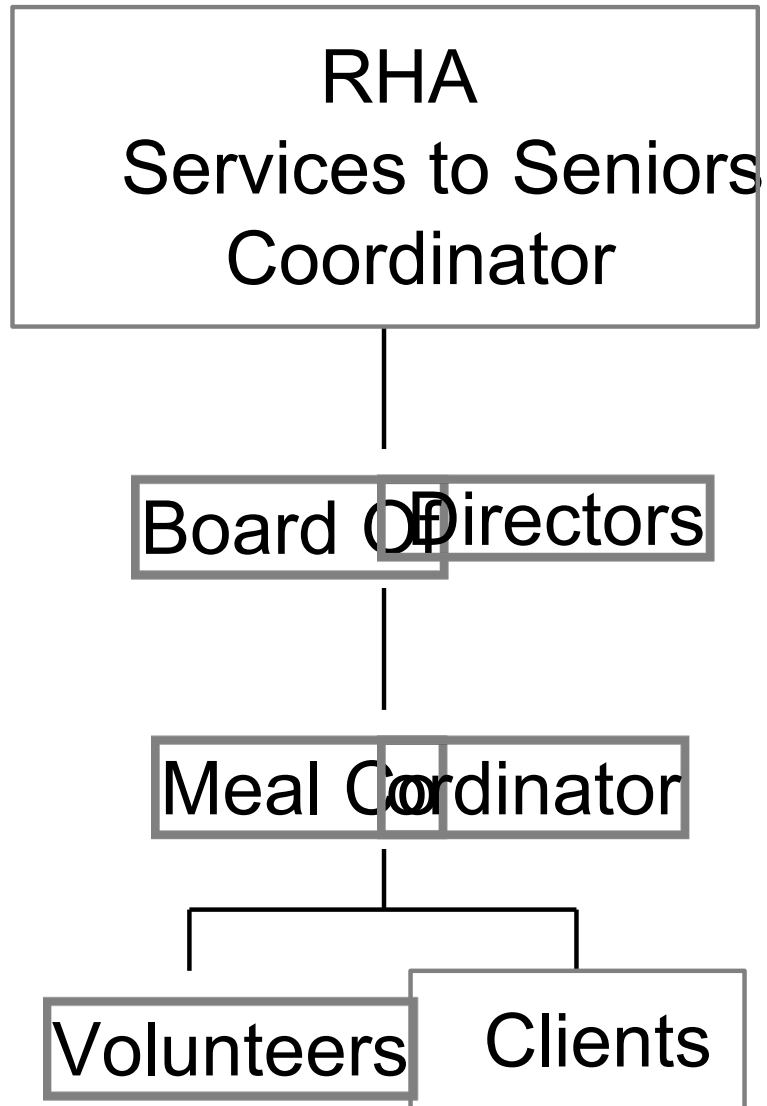 RHA
Services to Seniors
Coordinator
Board Of Directors
Meal Coordinator
Volunteers
Clients